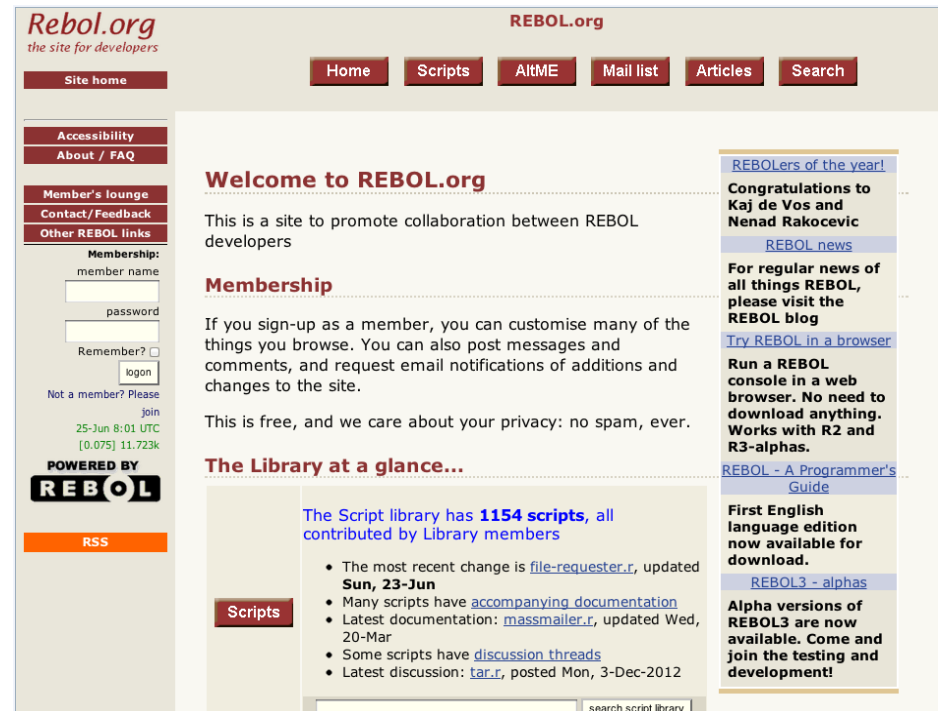 Rebol.org
the site for developers
Site home
Accessibility
About / FAQ
Member's lounge
Contact/Feedback
Other REBOL links
Membership:
member name
password
Remember?
logon
Not a member? Please
join
25-Jun 8:01 UTC
[0.075] 11.723k
POWERED BY
REBOL
RSS
REBOL.org
Home
Scripts
AltME
Mail list
Articles
Search
Welcome to REBOL.org
This is a site to promote collaboration between REBOL
developers
Membership
If you sign-up as a member, you can customise many of the
things you browse. You can also post messages and
comments, and request email notifications of additions and
changes to the site.
This is free, and we care about your privacy: no spam, ever.
The Library at a glance...
Scripts
The Script library has 1154 scripts, all
contributed by Library members
• The most recent change is file-requester.r, updated
Sun, 23-Jun
• Many scripts have accompanying documentation
• Latest documentation: massmailer.r, updated Wed,
20-Mar
• Some scripts have discussion threads
• Latest discussion: tar.r, posted Mon, 3-Dec-2012
search script library
REBOLers of the year!
Congratulations to
Kaj de Vos and
Nenad Rakocevic
REBOL news
For regular news of
all things REBOL,
please visit the
REBOL blog
Try REBOL in a browser
Run a REBOL
console in a web
browser. No need to
download anything.
Works with R2 and
R3-alphas.
REBOL - A Programmer's
Guide
First English
language edition
now available for
download.
REBOL3 - alphas
Alpha versions of
REBOL3 are now
available. Come and
join the testing and
development!